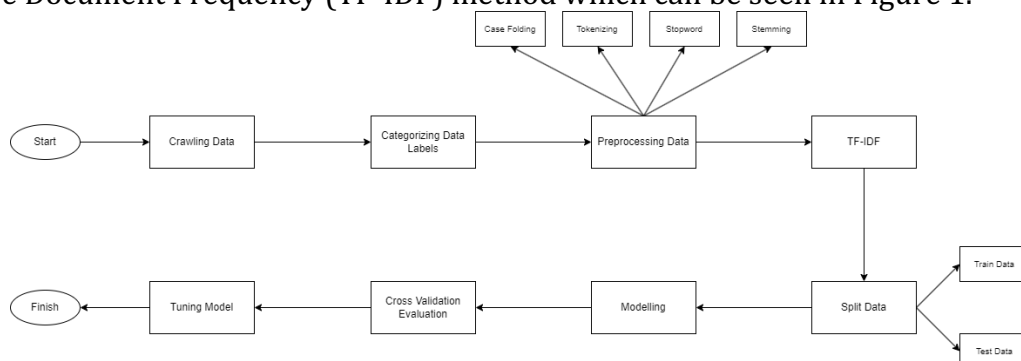 e Document Frequency (TF-IDF) method which can be seen in Figure 1.
Case Folding
Tokenizing
Stopword
Stemming
Start
Crawling Data
Categorizing Data
Labels
Preprocessing Data
TF-IDF
Train Data
Finish
Tuning Model
Cross Validation
Evaluation
Modelling
Split Data
Test Data